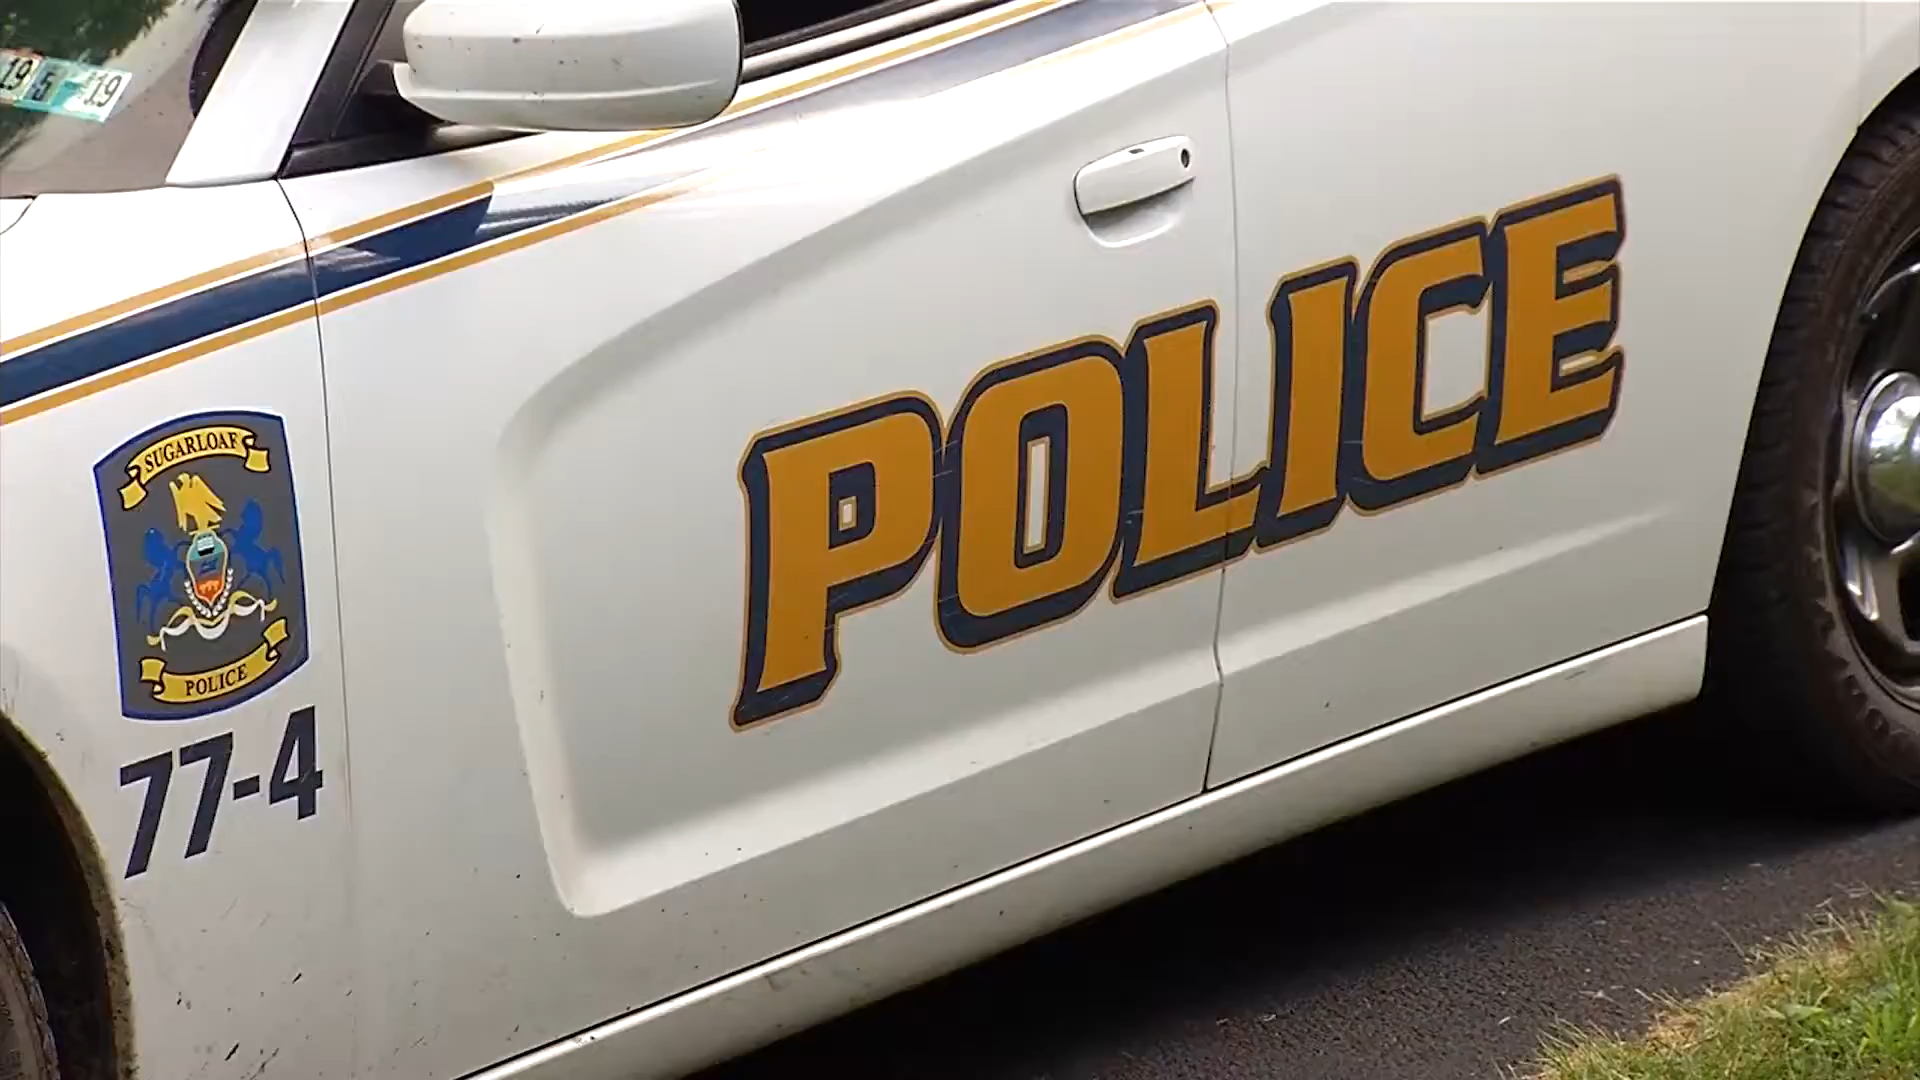 19 5 19
SUGARLOAF
POLICE
77-4
POLICE